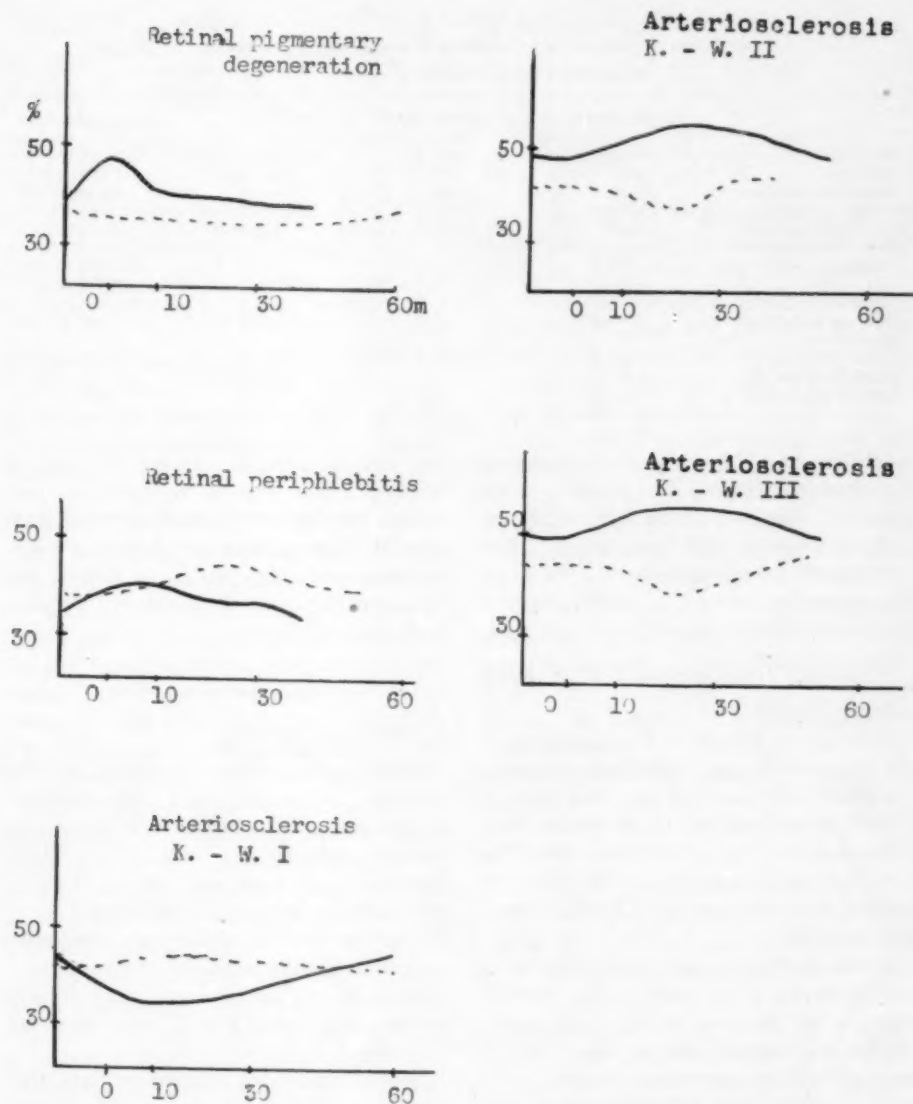 Retinal pigmentary
degeneration
%
50
30
0 10 30 60m
Arteriosclerosis
K. - W. II
50
30
0 10 30 60
Retinal periphlebitis
50
30
0 10 30 60
Arteriosclerosis
K. - W. III
50
30
0 10 30 60
Arteriosclerosis
K. - W. I
50
30
0 10 30 60